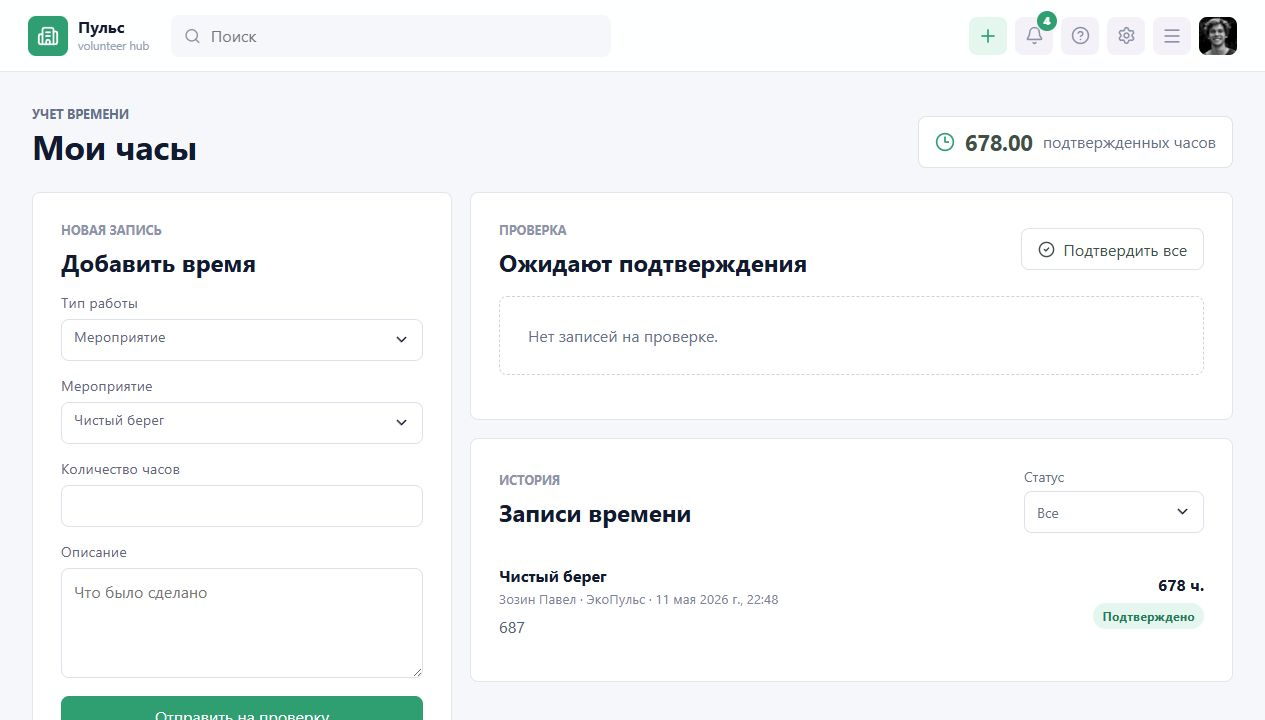 Пульс
volunteer hub
Поиск
4
УЧЕТ ВРЕМЕНИ
Мои часы
678.00 подтвержденных часов
НОВАЯ ЗАПИСЬ
Добавить время
Тип работы
Мероприятие
Мероприятие
Чистый берег
Количество часов
Описание
Что было сделано
Отправить на проверку
ПРОВЕРКА
Ожидают подтверждения
Подтвердить все
Нет записей на проверке.
ИСТОРИЯ
Записи времени
Статус
Все
Чистый берег
Зозин Павел · ЭкоПульс · 11 мая 2026 г., 22:48
687
678 ч.
Подтверждено